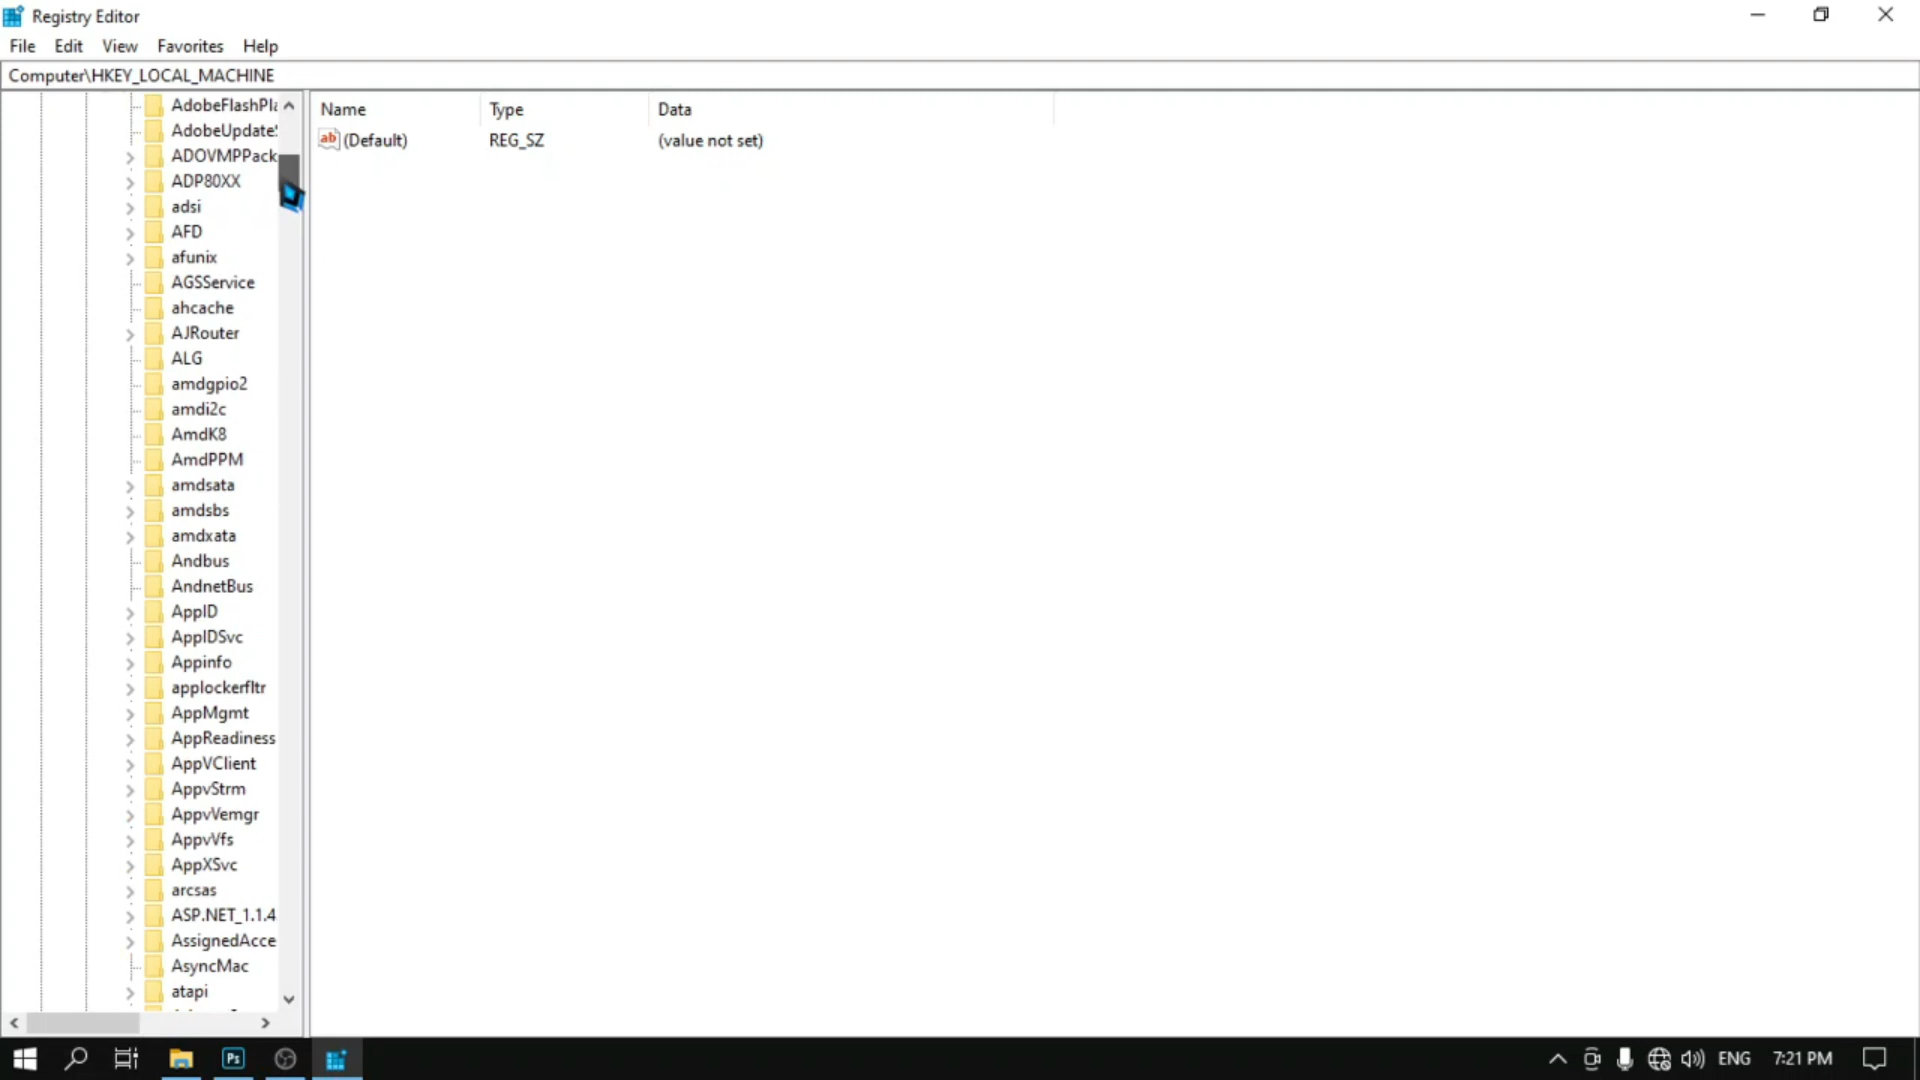 Registry Editor
File Edit View Favorites Help
Computer\HKEY_LOCAL_MACHINE
Name Type Data
(Default) REG_SZ (value not set)
AdobeFlashPla
AdobeUpdate
ADOVMPPack
ADP80XX
adsi
AFD
afunix
AGSService
ahcache
AJRouter
ALG
amdgpio2
amdi2c
AmdK8
AmdPPM
amdsata
amdsbs
amdxata
Andbus
AndnetBus
AppID
AppIDSvc
Appinfo
applockerfltr
AppMgmt
AppReadiness
AppVClient
AppvStrm
AppvVemgr
AppvVfs
AppXSvc
arcsas
ASP.NET_1.1.4
AssignedAcce
AsyncMac
atapi
Ps
ENG 7:21 PM